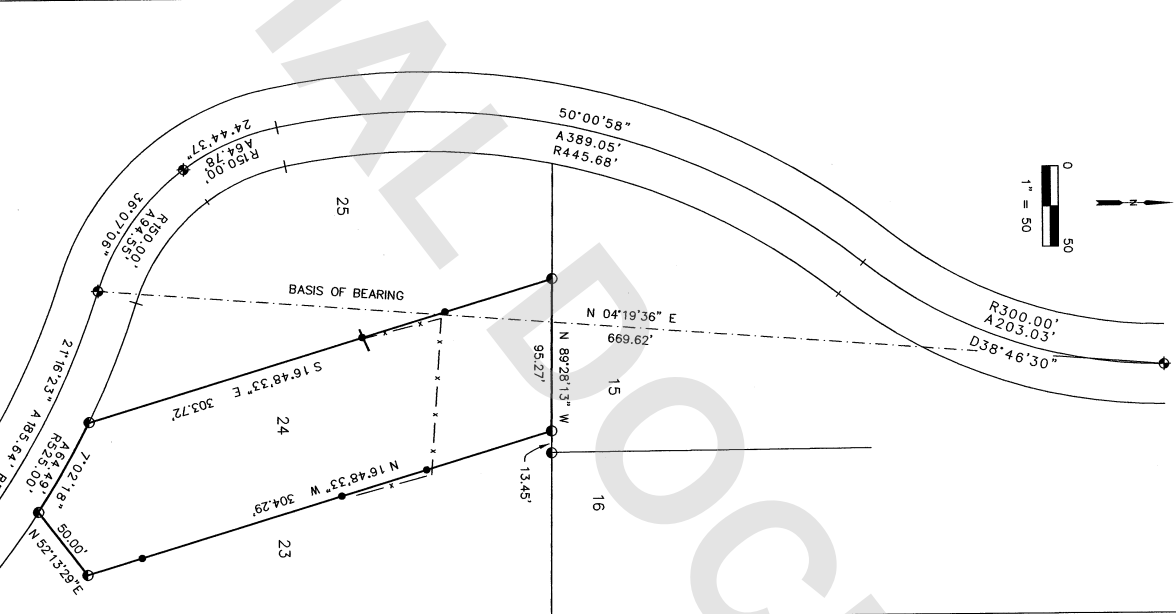 IAL DOCU
50°00'58"
A389.05'
R445.68'
24°44'37"
A64.78'
R150.00'
36°07'06"
A94.55'
R150.00'
25
BASIS OF BEARING
N 04°19'36" E
669.62'
N 89°28'13" W
95.27'
15
13.45'
16
0
50
1" = 50
N
R300.00'
A203.03'
D38°46'30"
S 16°48'33" E
303.72'
24
N 16°48'33" W
304.29'
23
21°16'23" A185.64'
7°02'18"
A64.49'
R525.00'
50.00'
N 52°13'29"E